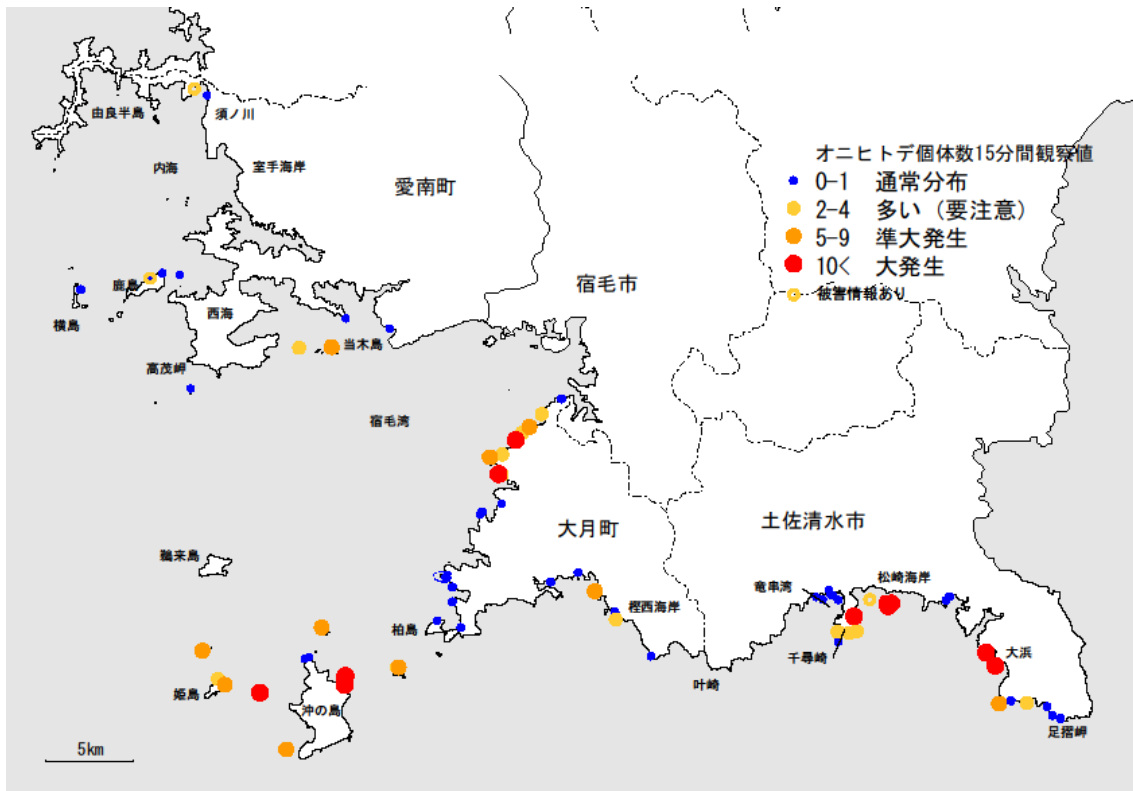 由良半島
須ノ川
内海
室手海岸
愛南町
オニヒトデ個体数15分間観察値
0-1 通常分布
2-4 多い（要注意）
5-9 準大発生
10< 大発生
被害情報あり
宿毛市
鹿島
西海
横島
当木島
高茂岬
宿毛湾
大月町
土佐清水市
鵜来島
竜串湾
松崎海岸
樫西海岸
柏島
千尋崎
大浜
叶崎
姫島
沖の島
足摺岬
5km